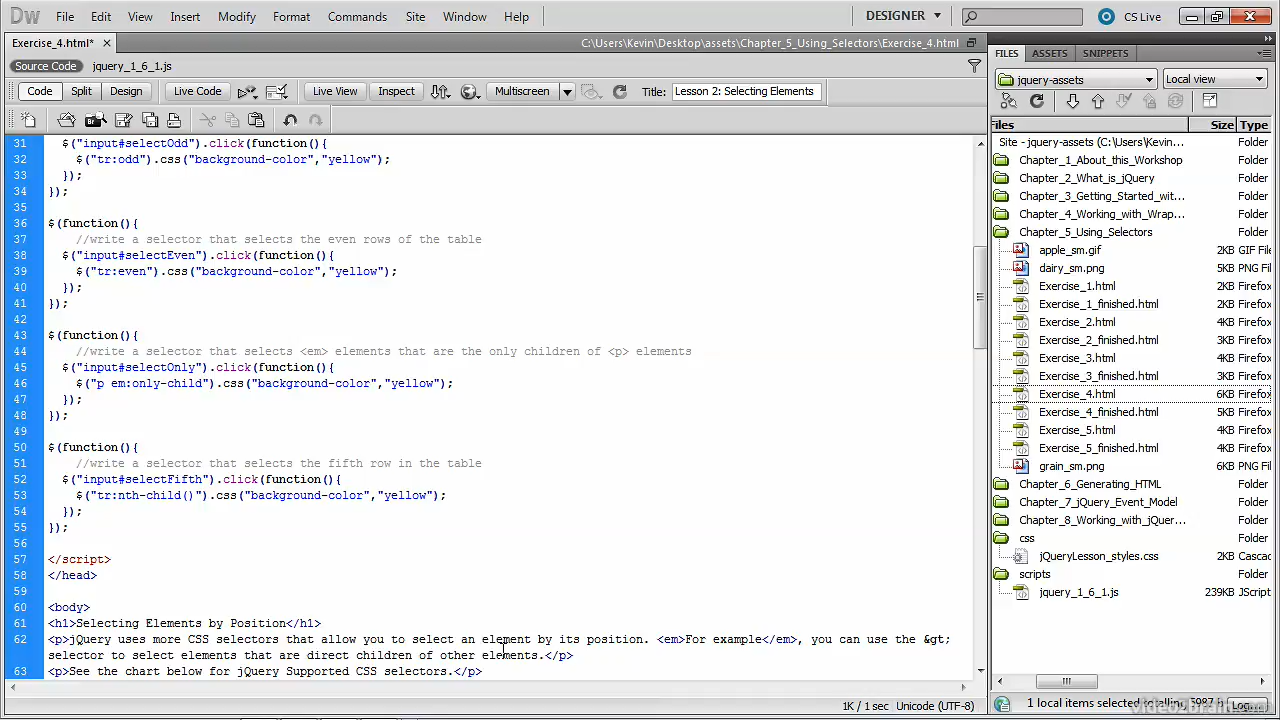 Dw File Edit View Insert Modify Format Commands Site Window Help DESIGNER CS Live
Exercise_4.html* C:\Users\Kevin\Desktop\assets\Chapter_5_Using_Selectors\Exercise_4.html
Source Code jquery_1_6_1.js
Code Split Design Live Code Live View Inspect Multiscreen Title: Lesson 2: Selecting Elements
31 $("input#selectOdd").click(function(){
32 $("tr:odd").css("background-color","yellow");
33 });
34 });
35
36 $(function(){
37 //write a selector that selects the even rows of the table
38 $("input#selectEven").click(function(){
39 $("tr:even").css("background-color","yellow");
40 });
41 });
42
43 $(function(){
44 //write a selector that selects <em> elements that are the only children of <p> elements
45 $("input#selectOnly").click(function(){
46 $("p em:only-child").css("background-color","yellow");
47 });
48 });
49
50 $(function(){
51 //write a selector that selects the fifth row in the table
52 $("input#selectFifth").click(function(){
53 $("tr:nth-child()").css("background-color","yellow");
54 });
55 });
56
57 </script>
58 </head>
59
60 <body>
61 <h1>Selecting Elements by Position</h1>
62 <p>jQuery uses more CSS selectors that allow you to select an element by its position. <em>For example</em>, you can use the &gt;
selector to select elements that are direct children of other elements.</p>
63 <p>See the chart below for jQuery Supported CSS selectors.</p>
1K / 1 sec Unicode (UTF-8)
FILES ASSETS SNIPPETS
jquery-assets Local view
Files Size Type
Site - jquery-assets (C:\Users\Kevin... Folder
Chapter_1_About_this_Workshop Folder
Chapter_2_What_is_jQuery Folder
Chapter_3_Getting_Started_wit... Folder
Chapter_4_Working_with_Wrap... Folder
Chapter_5_Using_Selectors Folder
apple_sm.gif 2KB GIF File
dairy_sm.png 5KB PNG File
Exercise_1.html 2KB Firefox
Exercise_1_finished.html 2KB Firefox
Exercise_2.html 4KB Firefox
Exercise_2_finished.html 3KB Firefox
Exercise_3.html 4KB Firefox
Exercise_3_finished.html 3KB Firefox
Exercise_4.html 6KB Firefox
Exercise_4_finished.html 5KB Firefox
Exercise_5.html 4KB Firefox
Exercise_5_finished.html 4KB Firefox
grain_sm.png 6KB PNG File
Chapter_6_Generating_HTML Folder
Chapter_7_jQuery_Event_Model Folder
Chapter_8_Working_with_jQuer... Folder
css Folder
jQueryLesson_styles.css 2KB Cascad
scripts Folder
jquery_1_6_1.js 239KB JScript
1 local items selected totalling 5987 Log...
video2brain.com